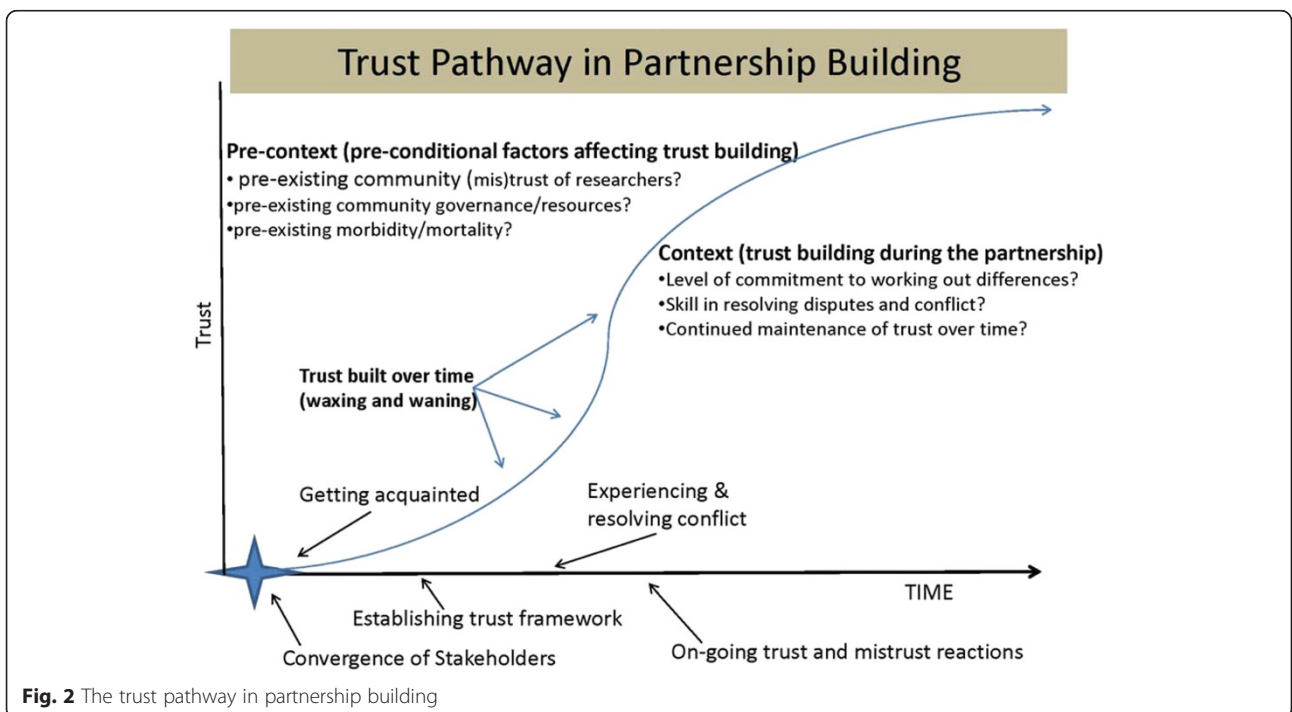 Trust Pathway in Partnership Building
Pre-context (pre-conditional factors affecting trust building)
• pre-existing community (mis)trust of researchers?
•pre-existing community governance/resources?
•pre-existing morbidity/mortality?
Context (trust building during the partnership)
•Level of commitment to working out differences?
•Skill in resolving disputes and conflict?
•Continued maintenance of trust over time?
Trust
Trust built over time
(waxing and waning)
Getting acquainted
Experiencing &
resolving conflict
TIME
Establishing trust framework
Convergence of Stakeholders
On-going trust and mistrust reactions
Fig. 2 The trust pathway in partnership building